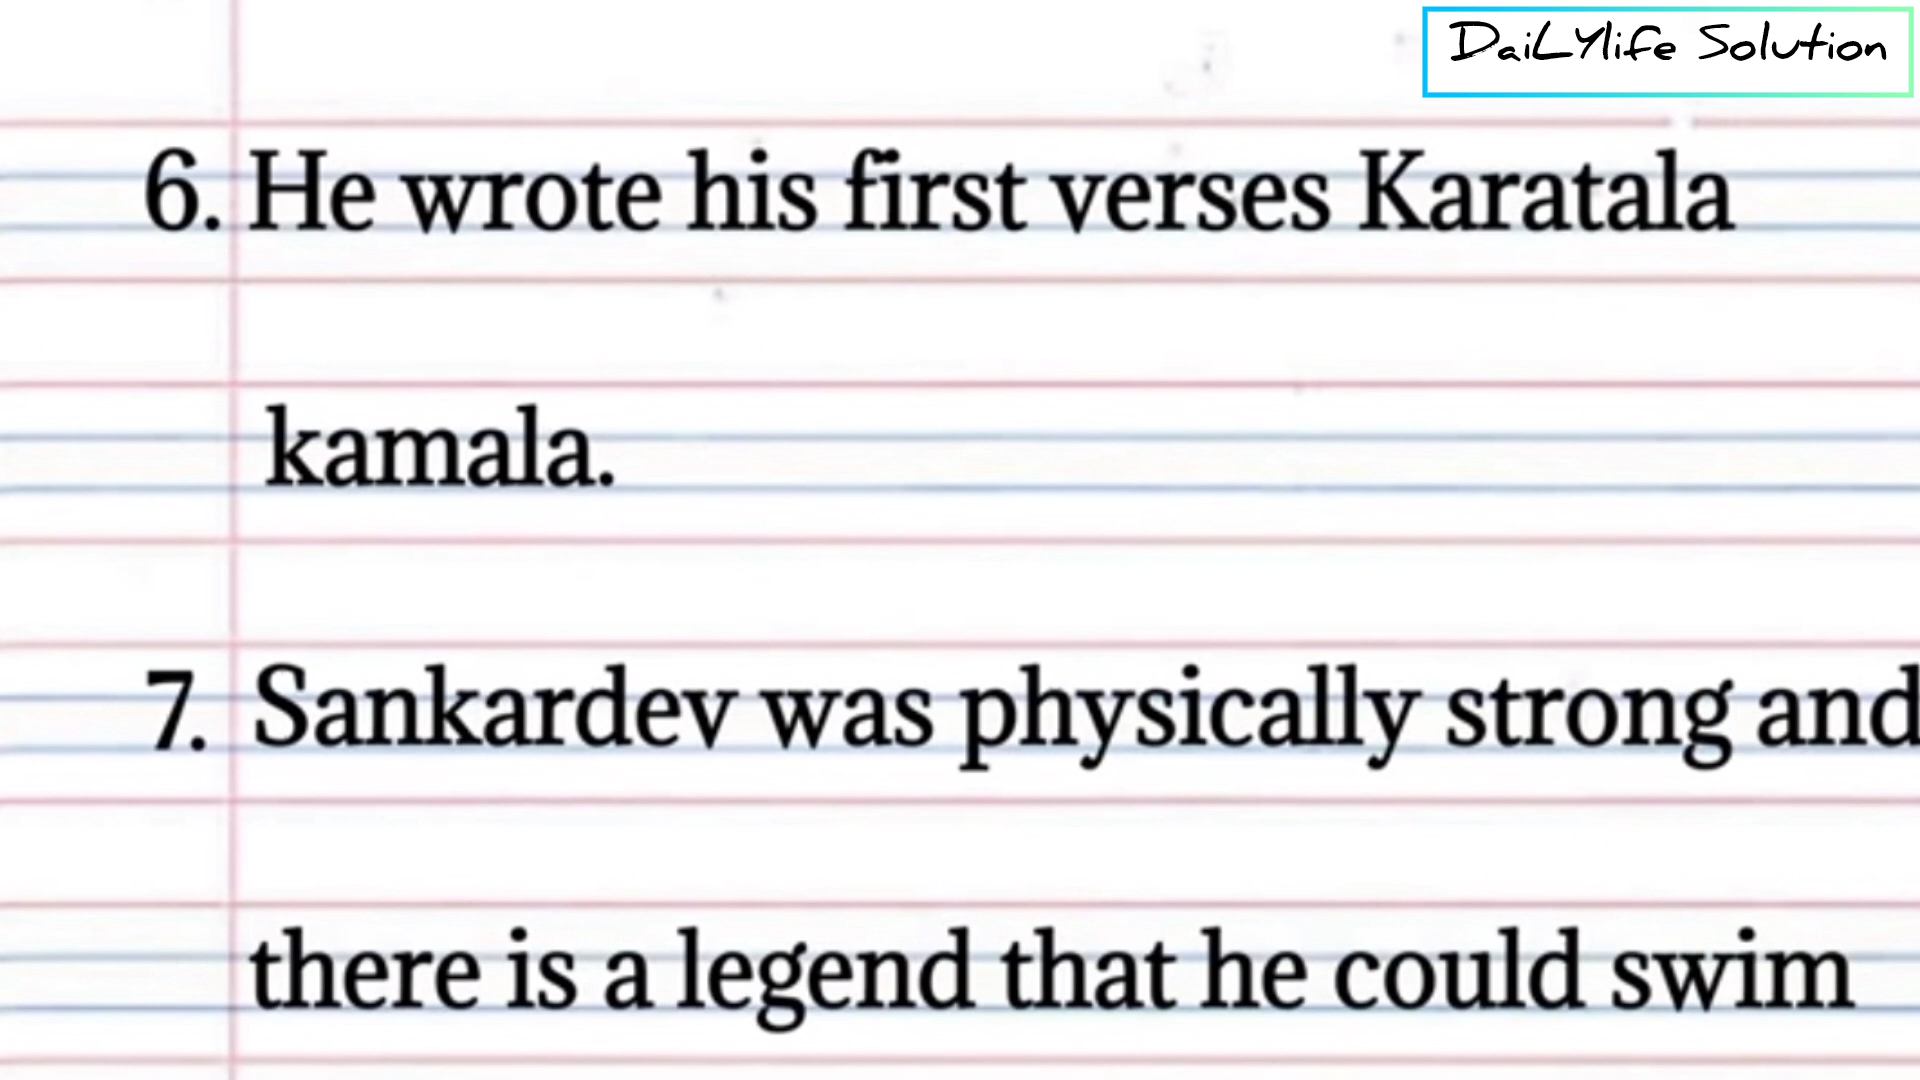 DaiLYlife Solution
6. He wrote his first verses Karatala
kamala.
7. Sankardev was physically strong and
there is a legend that he could swim